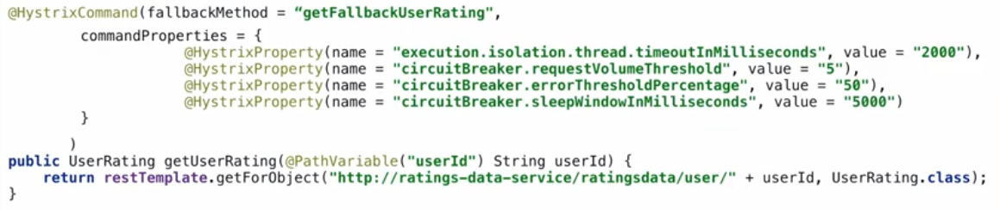 @HystrixCommand(fallbackMethod = “getFallbackUserRating",
commandProperties = {
@HystrixProperty(name = "execution.isolation.thread.timeoutInMilliseconds", value = "2000"),
@HystrixProperty(name = "circuitBreaker.requestVolumeThreshold", value = "5"),
@HystrixProperty(name = "circuitBreaker.errorThresholdPercentage", value = "50"),
@HystrixProperty(name = "circuitBreaker.sleepWindowInMilliseconds", value = "5000")
}
)
public UserRating getUserRating(@PathVariable("userId") String userId) {
return restTemplate.getForObject("http://ratings-data-service/ratingsdata/user/" + userId, UserRating.class);
}